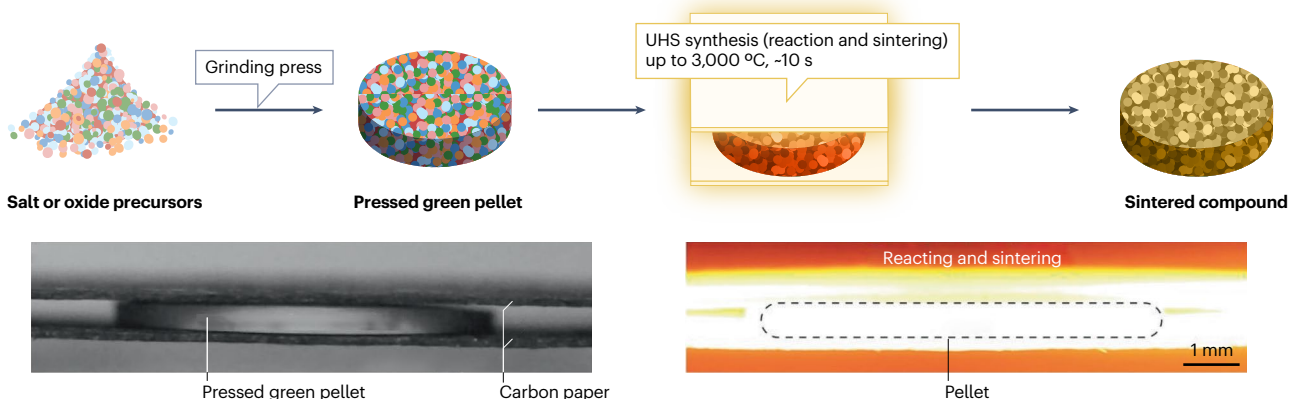 Grinding press
UHS synthesis (reaction and sintering)
up to 3,000 ºC, ~10 s
Salt or oxide precursors
Pressed green pellet
Sintered compound
Reacting and sintering
1 mm
Pressed green pellet
Carbon paper
Pellet